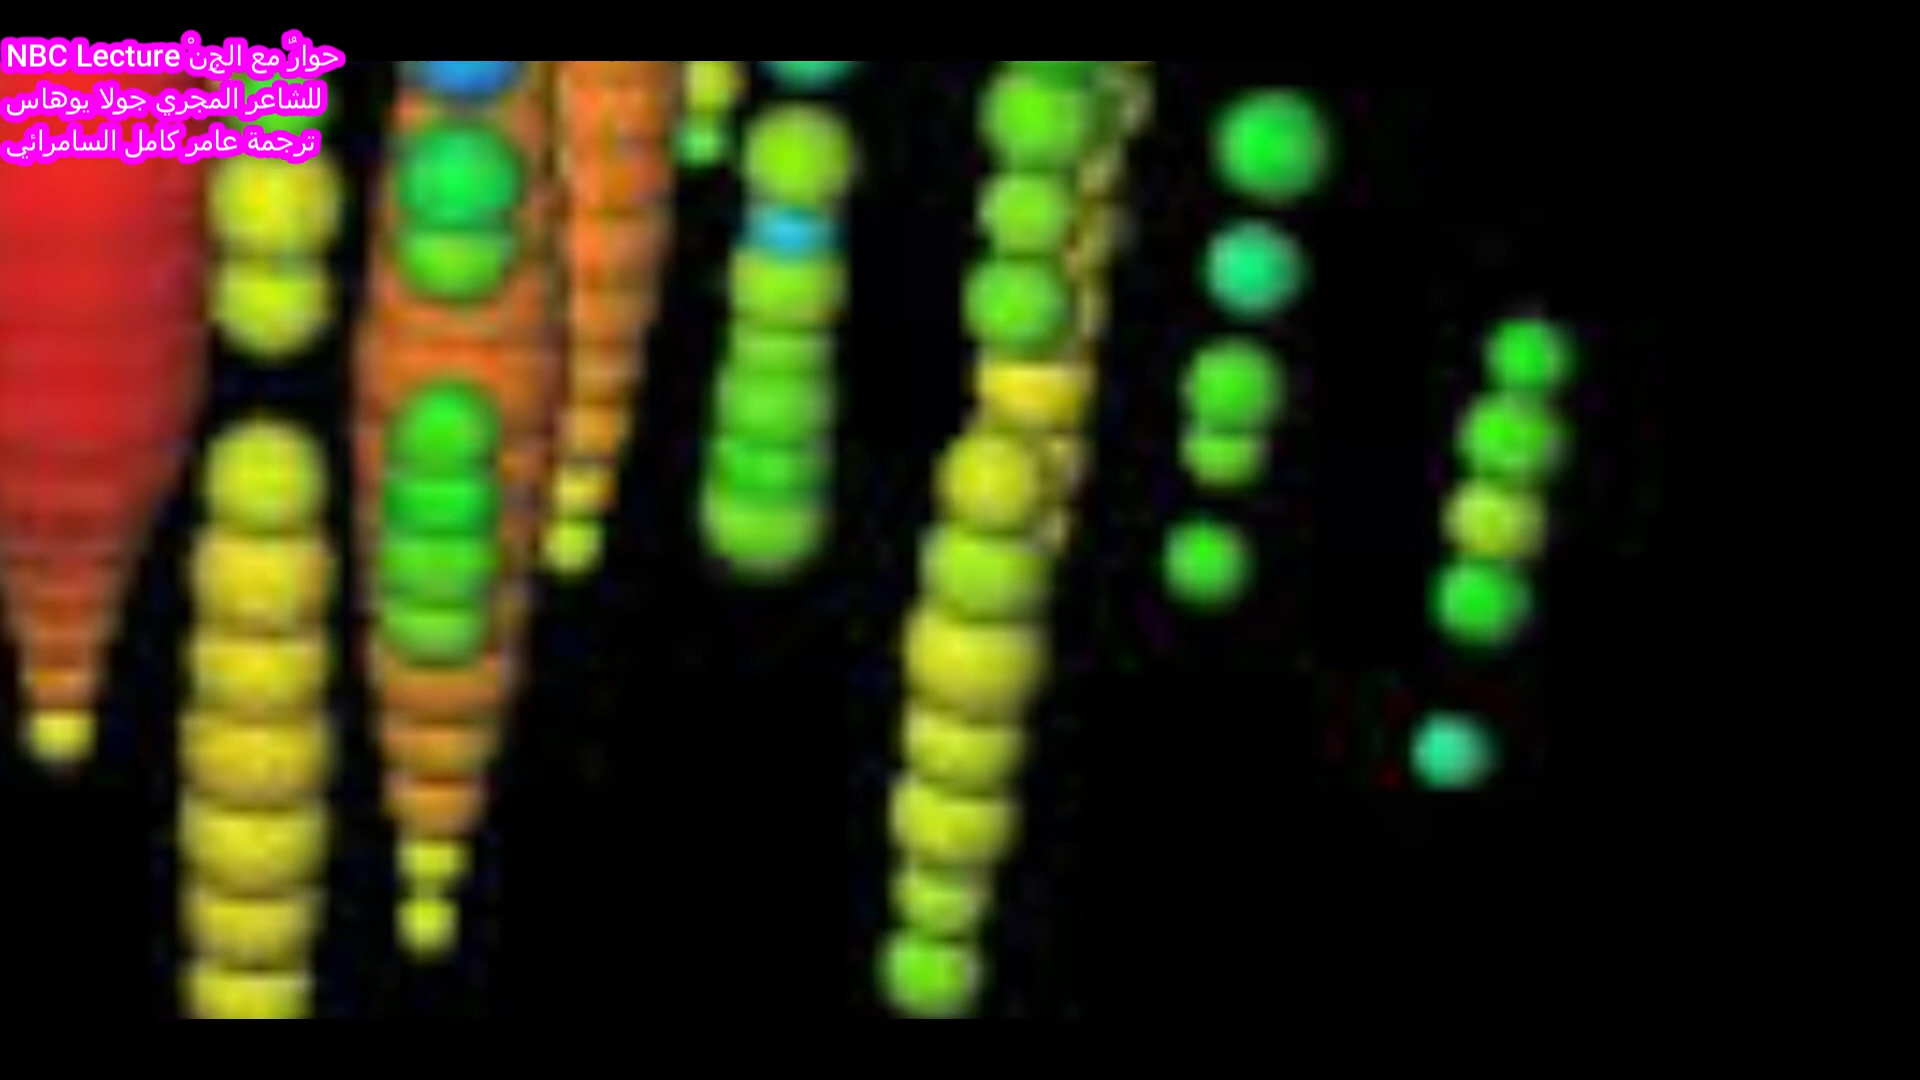 حوارٌ مع الجنْ NBC Lecture
للشاعر المجري جولا يوهاس
ترجمة عامر كامل السامرائي